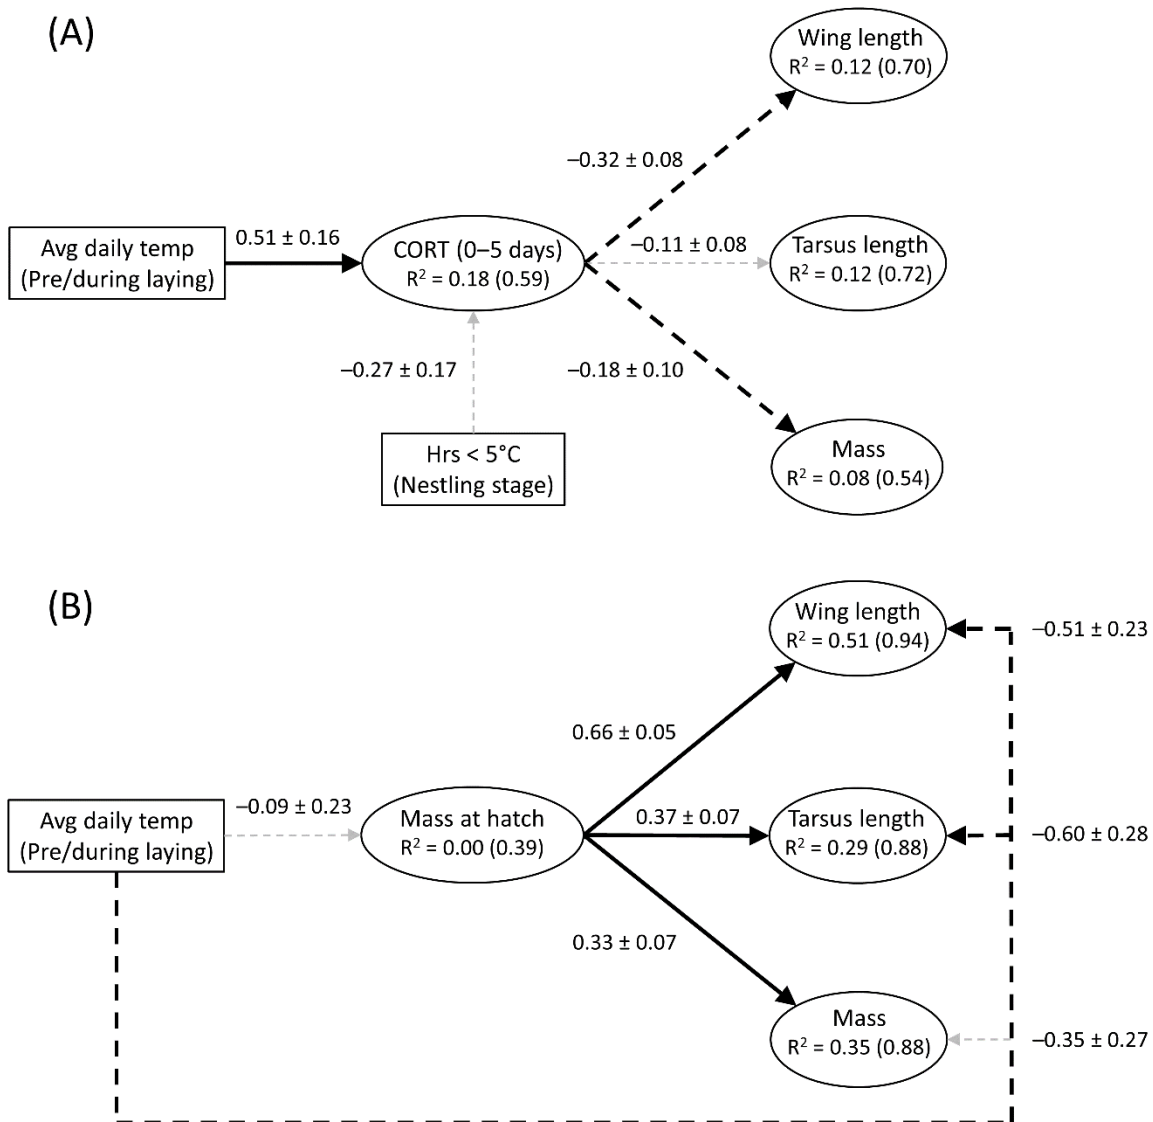 (A)
Wing length
R² = 0.12 (0.70)
−0.32 ± 0.08
Avg daily temp
(Pre/during laying)
0.51 ± 0.16
CORT (0–5 days)
R² = 0.18 (0.59)
−0.11 ± 0.08
Tarsus length
R² = 0.12 (0.72)
−0.27 ± 0.17
−0.18 ± 0.10
Hrs < 5°C
(Nestling stage)
Mass
R² = 0.08 (0.54)
(B)
Wing length
R² = 0.51 (0.94)
−0.51 ± 0.23
0.66 ± 0.05
Avg daily temp
(Pre/during laying)
−0.09 ± 0.23
Mass at hatch
R² = 0.00 (0.39)
0.37 ± 0.07
Tarsus length
R² = 0.29 (0.88)
−0.60 ± 0.28
0.33 ± 0.07
Mass
R² = 0.35 (0.88)
−0.35 ± 0.27